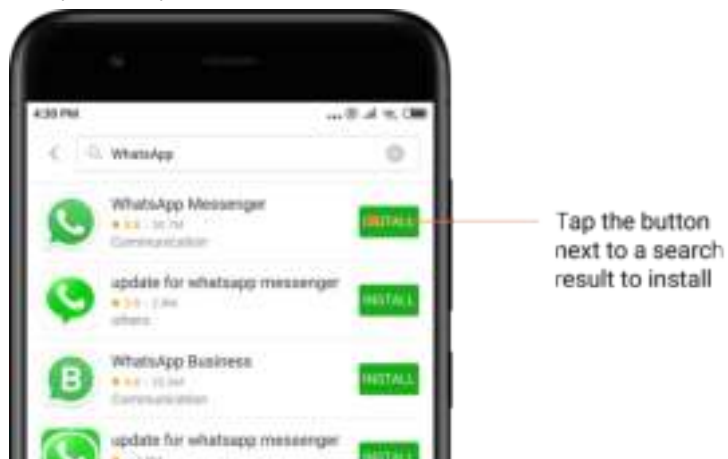 4:30 PM
WhatsApp
WhatsApp Messenger
INSTALL
Communication
update for whatsapp messenger
INSTALL
others
WhatsApp Business
INSTALL
Communication
update for whatsapp messenger
INSTALL
Tap the button
next to a search
result to install